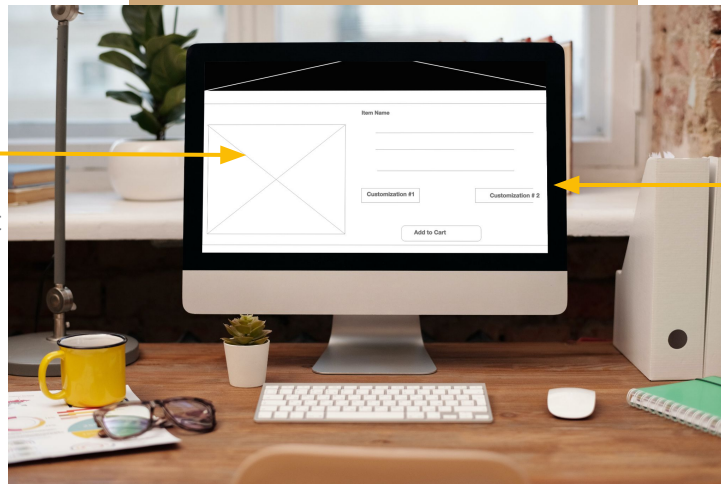 Item Name
Customization #1
Customization # 2
Add to Cart